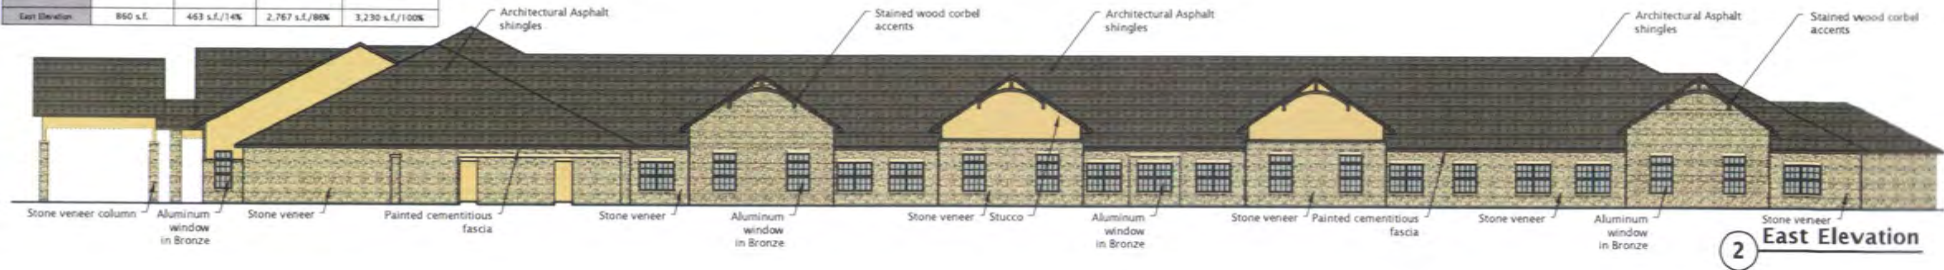 East Elevation 860 s.f. 463 s.f./14% 2,767 s.f./86% 3,230 s.f./100%
Architectural Asphalt
shingles
Stained wood corbel
accents
Architectural Asphalt
shingles
Architectural Asphalt
shingles
Stained wood corbel
accents
Stone veneer column
Aluminum
window
in Bronze
Stone veneer
Painted cementitious
fascia
Stone veneer
Aluminum
window
in Bronze
Stone veneer
Stucco
Aluminum
window
in Bronze
Stone veneer
Painted cementitious
fascia
Stone veneer
Aluminum
window
in Bronze
Stone veneer
2 East Elevation